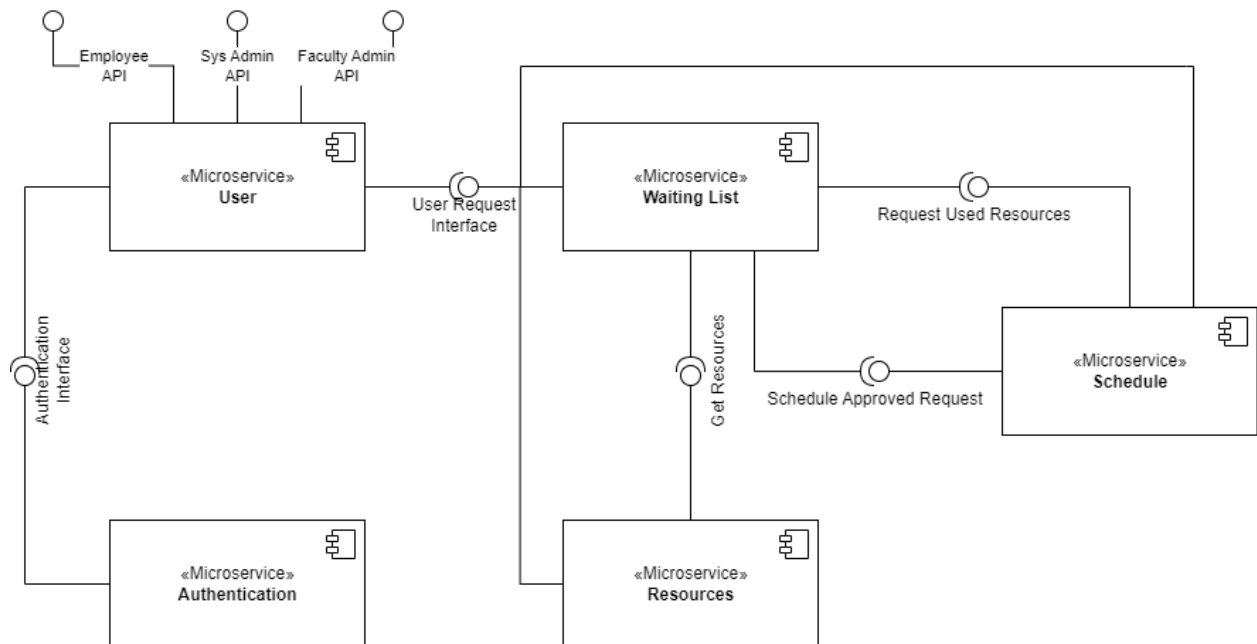 Employee
API
Sys Admin
API
Faculty Admin
API
«Microservice»
User
User Request
Interface
«Microservice»
Waiting List
Request Used Resources
Authentication
Interface
Get Resources
Schedule Approved Request
«Microservice»
Schedule
«Microservice»
Authentication
«Microservice»
Resources